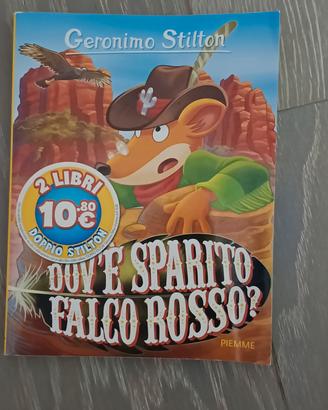 Geronimo Stilton
2 LIBRI
10,80
€
DOPPIO STILTON
DOV'È SPARITO
FALCO ROSSO?
PIEMME